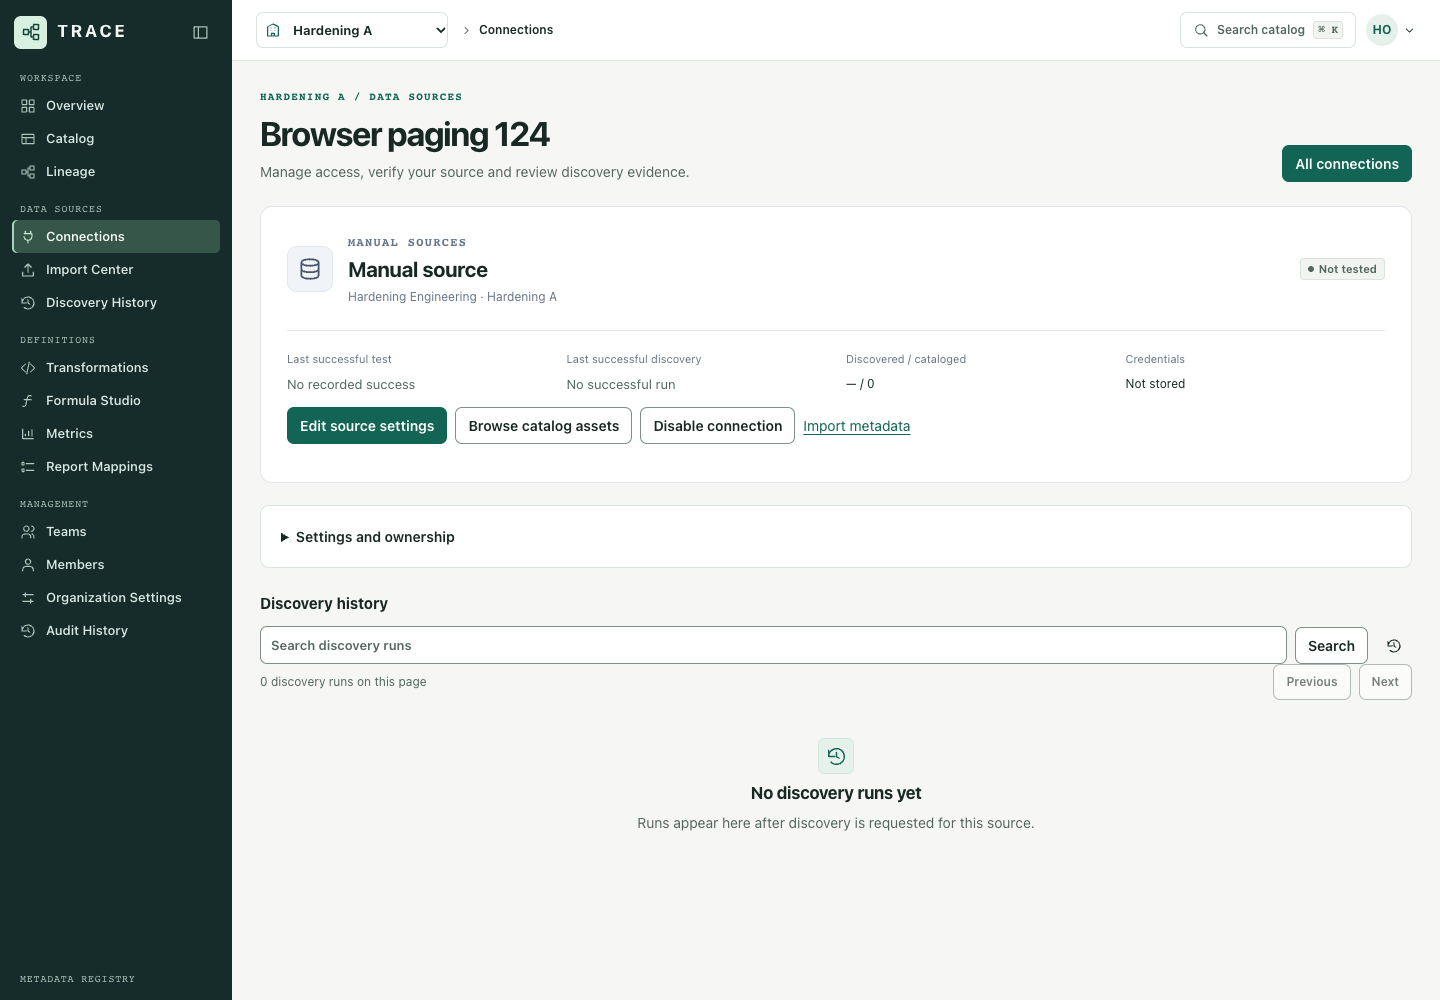 TRACE
WORKSPACE
Overview
Catalog
Lineage
DATA SOURCES
Connections
Import Center
Discovery History
DEFINITIONS
Transformations
Formula Studio
Metrics
Report Mappings
MANAGEMENT
Teams
Members
Organization Settings
Audit History
METADATA REGISTRY
Hardening A
Connections
Search catalog ⌘ K
HO
HARDENING A / DATA SOURCES
Browser paging 124
Manage access, verify your source and review discovery evidence.
All connections
MANUAL SOURCES
Manual source
Hardening Engineering · Hardening A
Not tested
Last successful test
No recorded success
Last successful discovery
No successful run
Discovered / cataloged
— / 0
Credentials
Not stored
Edit source settings
Browse catalog assets
Disable connection
Import metadata
Settings and ownership
Discovery history
Search discovery runs
Search
0 discovery runs on this page
Previous
Next
No discovery runs yet
Runs appear here after discovery is requested for this source.